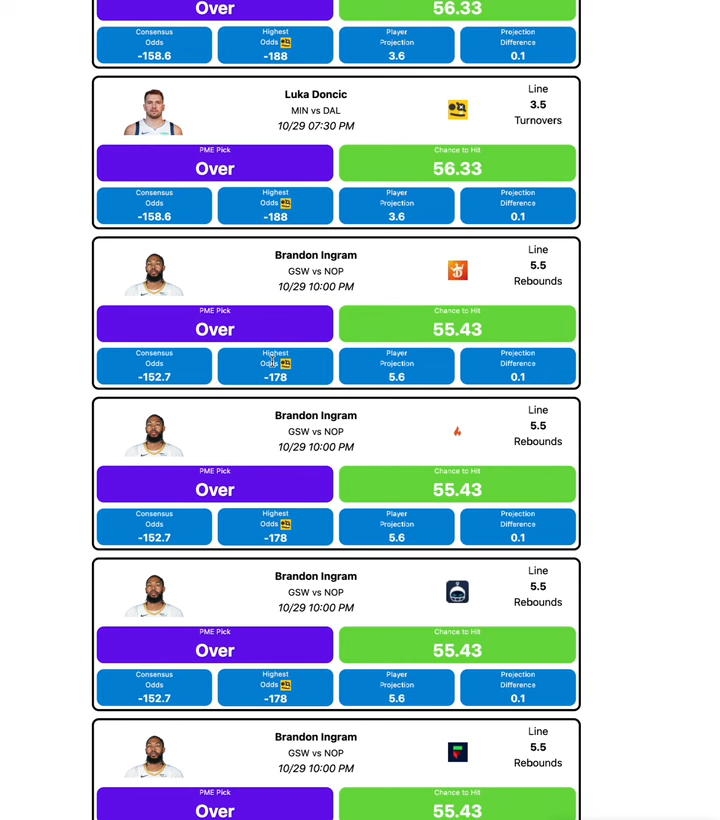 Over
56.33
Consensus Odds
-158.6
Highest Odds
-188
Player Projection
3.6
Projection Difference
0.1
Luka Doncic
MIN vs DAL
10/29 07:30 PM
Line
3.5
Turnovers
PME Pick
Over
Chance to Hit
56.33
Consensus Odds
-158.6
Highest Odds
-188
Player Projection
3.6
Projection Difference
0.1
Brandon Ingram
GSW vs NOP
10/29 10:00 PM
Line
5.5
Rebounds
PME Pick
Over
Chance to Hit
55.43
Consensus Odds
-152.7
Highest Odds
-178
Player Projection
5.6
Projection Difference
0.1
Brandon Ingram
GSW vs NOP
10/29 10:00 PM
Line
5.5
Rebounds
PME Pick
Over
Chance to Hit
55.43
Consensus Odds
-152.7
Highest Odds
-178
Player Projection
5.6
Projection Difference
0.1
Brandon Ingram
GSW vs NOP
10/29 10:00 PM
Line
5.5
Rebounds
PME Pick
Over
Chance to Hit
55.43
Consensus Odds
-152.7
Highest Odds
-178
Player Projection
5.6
Projection Difference
0.1
Brandon Ingram
GSW vs NOP
10/29 10:00 PM
Line
5.5
Rebounds
PME Pick
Over
Chance to Hit
55.43